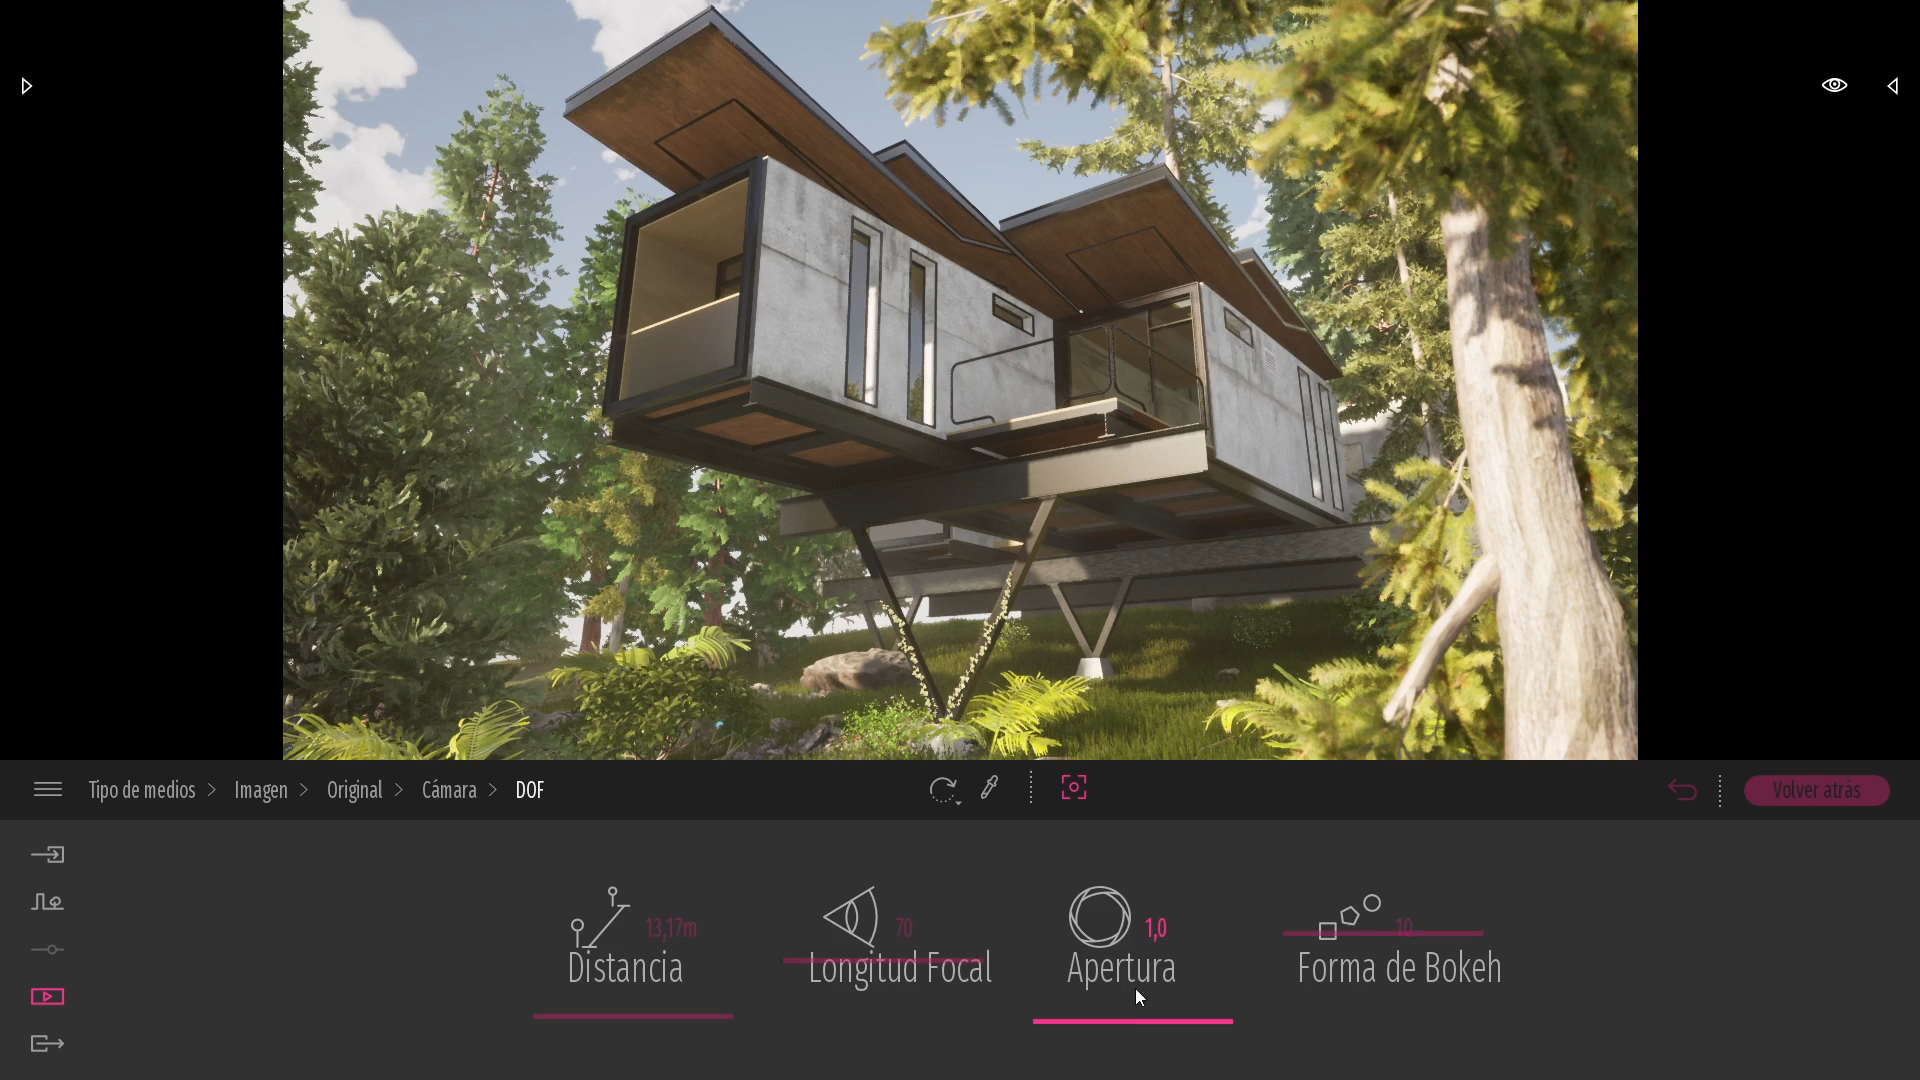 Tipo de medios > Imagen > Original > Cámara > DOF
Volver atrás
13,17m
Distancia
70
Longitud Focal
1,0
Apertura
10
Forma de Bokeh